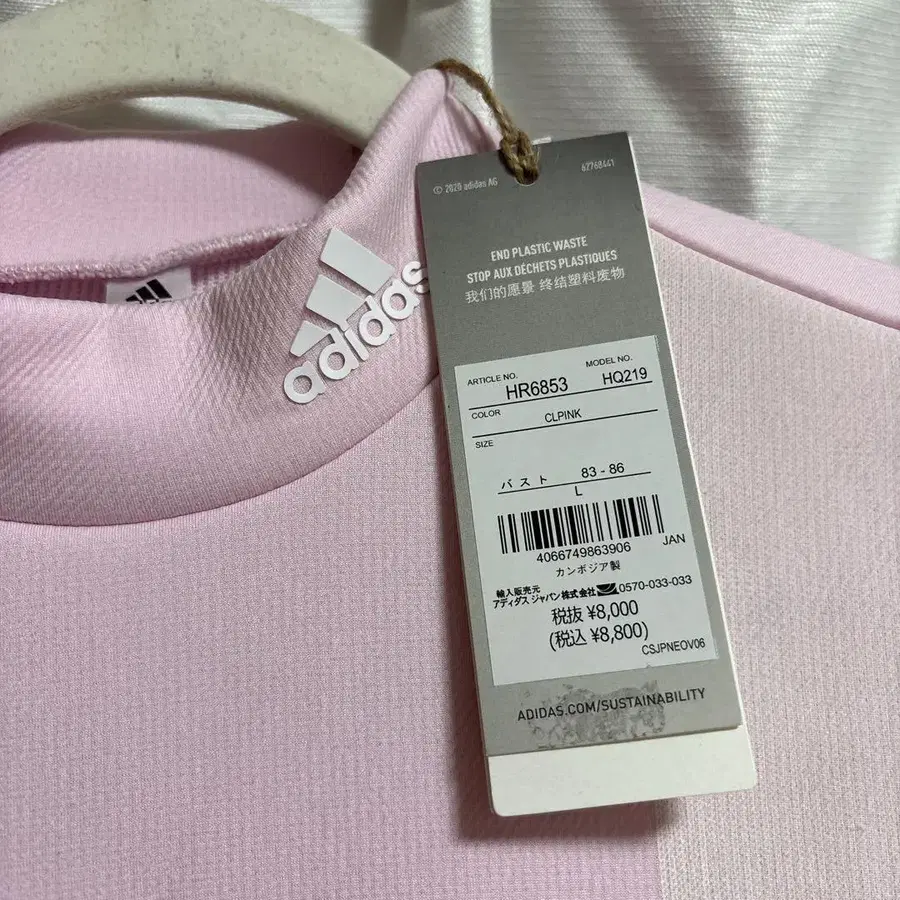 adidas
© 2020 adidas AG
62768441
END PLASTIC WASTE
STOP AUX DÉCHETS PLASTIQUES
我们的愿景 终结塑料废物
ARTICLE NO. HR6853 MODEL NO. HQ219
COLOR CLPINK
SIZE
バスト 83 - 86
L
4066749863906 JAN
カンボジア製
輸入販売元
アディダス ジャパン株式会社 0570-033-033
税抜 ¥8,000
(税込 ¥8,800)
CSJPNEOV06
ADIDAS.COM/SUSTAINABILITY